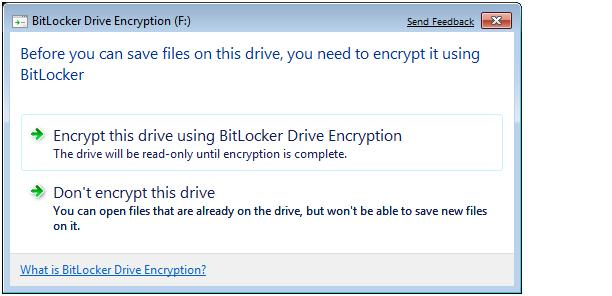 BitLocker Drive Encryption (F:)
Send Feedback
Before you can save files on this drive, you need to encrypt it using
BitLocker
Encrypt this drive using BitLocker Drive Encryption
The drive will be read-only until encryption is complete.
Don't encrypt this drive
You can open files that are already on the drive, but won't be able to save new files
on it.
What is BitLocker Drive Encryption?